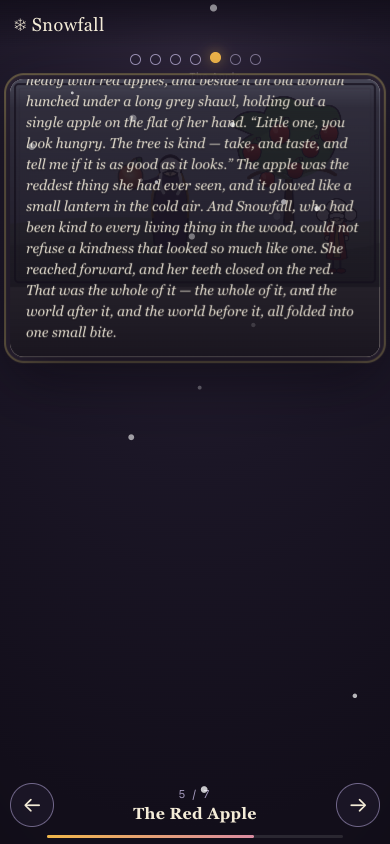 ❄ Snowfall
heavy with red apples, and beside it an old woman
hunched under a long grey shawl, holding out a
single apple on the flat of her hand. “Little one, you
look hungry. The tree is kind — take, and taste, and
tell me if it is as good as it looks.” The apple was the
reddest thing she had ever seen, and it glowed like a
small lantern in the cold air. And Snowfall, who had
been kind to every living thing in the wood, could not
refuse a kindness that looked so much like one. She
reached forward, and her teeth closed on the red.
That was the whole of it — the whole of it, and the
world after it, and the world before it, all folded into
one small bite.
5 / 7
The Red Apple